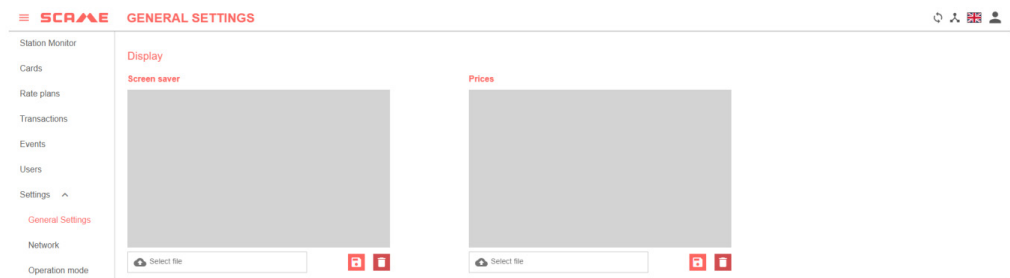 SCAME GENERAL SETTINGS
Station Monitor
Cards
Rate plans
Transactions
Events
Users
Settings
General Settings
Network
Operation mode
Display
Screen saver
Select file
Prices
Select file